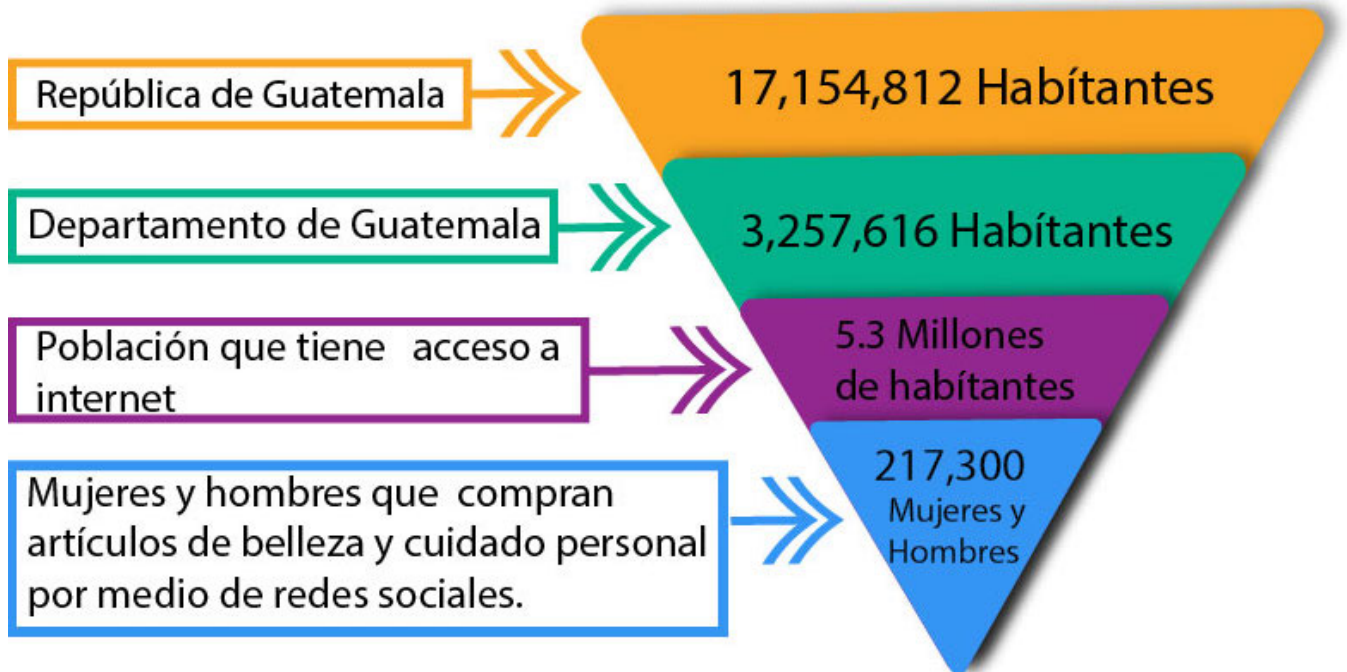 República de Guatemala
17,154,812 Habítantes
Departamento de Guatemala
3,257,616 Habítantes
Población que tiene acceso a
internet
5.3 Millones
de habítantes
Mujeres y hombres que compran
artículos de belleza y cuidado personal
por medio de redes sociales.
217,300
Mujeres y
Hombres